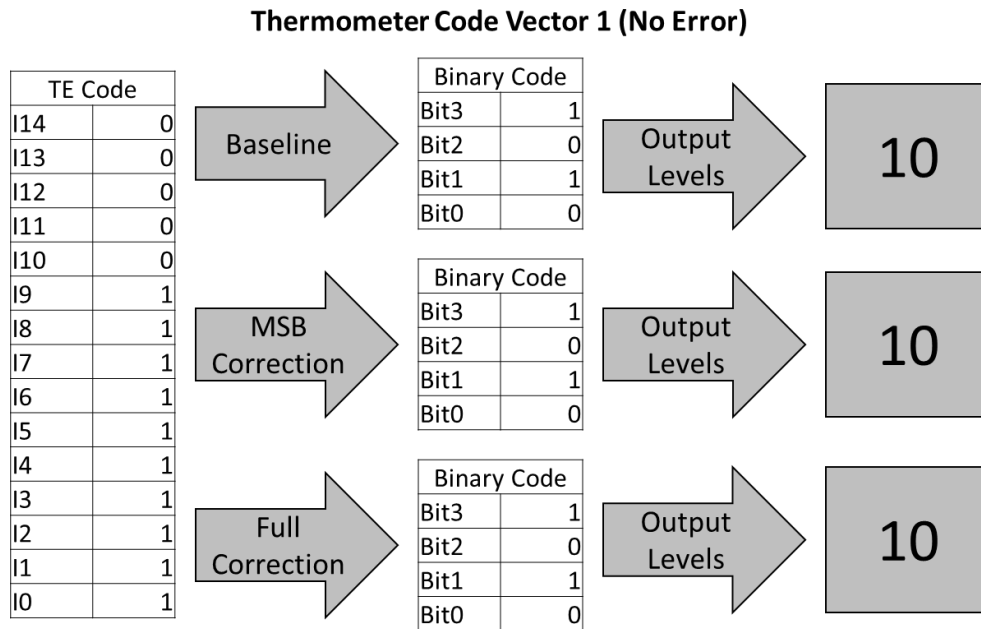 Thermometer Code Vector 1 (No Error)
TE Code
I14 0
I13 0
I12 0
I11 0
I10 0
I9 1
I8 1
I7 1
I6 1
I5 1
I4 1
I3 1
I2 1
I1 1
I0 1
Baseline
Binary Code
Bit3 1
Bit2 0
Bit1 1
Bit0 0
Output
Levels
10
MSB
Correction
Binary Code
Bit3 1
Bit2 0
Bit1 1
Bit0 0
Output
Levels
10
Full
Correction
Binary Code
Bit3 1
Bit2 0
Bit1 1
Bit0 0
Output
Levels
10